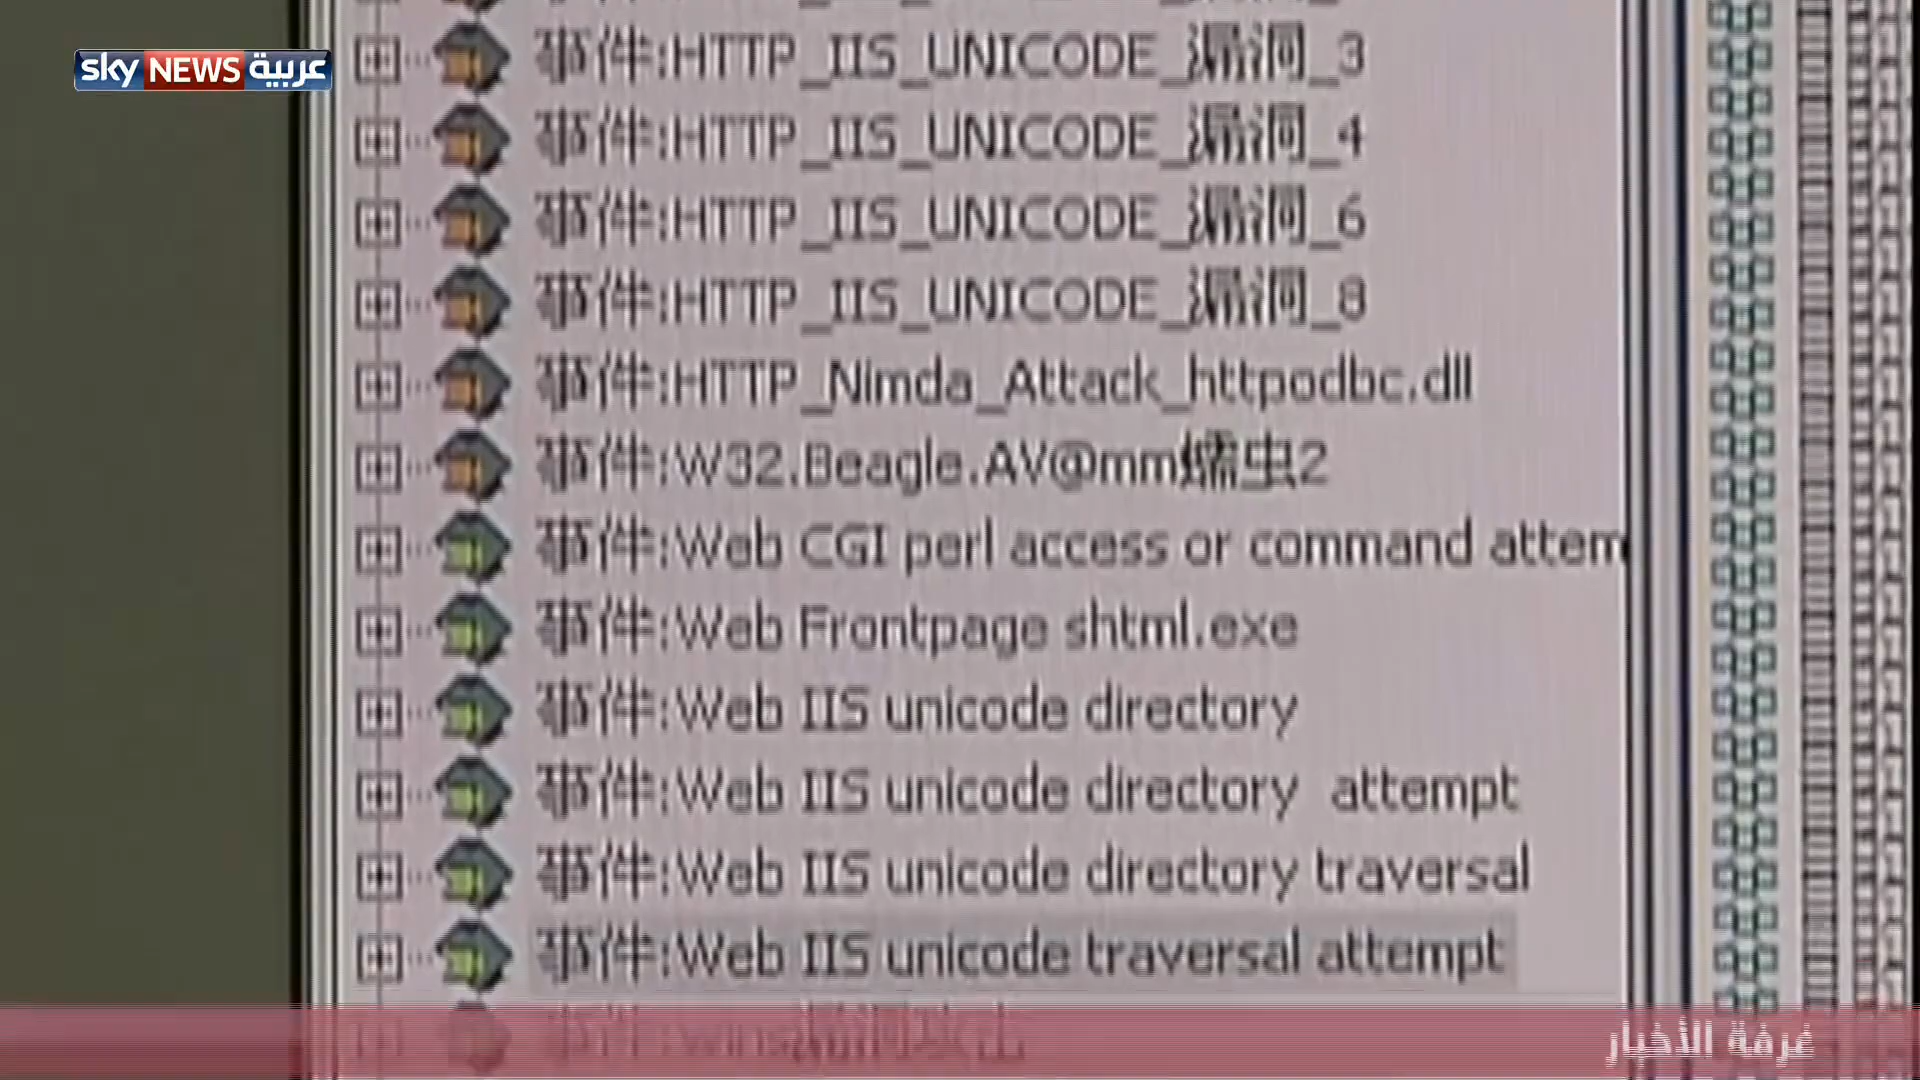 sky NEWS عربية
事件:HTTP_IIS_UNICODE_漏洞_3
事件:HTTP_IIS_UNICODE_漏洞_4
事件:HTTP_IIS_UNICODE_漏洞_6
事件:HTTP_IIS_UNICODE_漏洞_8
事件:HTTP_Nimda_Attack_httpodbc.dll
事件:W32.Beagle.AV@mm蠕虫2
事件:Web CGI perl access or command attem
事件:Web Frontpage shtml.exe
事件:Web IIS unicode directory
事件:Web IIS unicode directory  attempt
事件:Web IIS unicode directory traversal
事件:Web IIS unicode traversal attempt
غرفة الأخبار